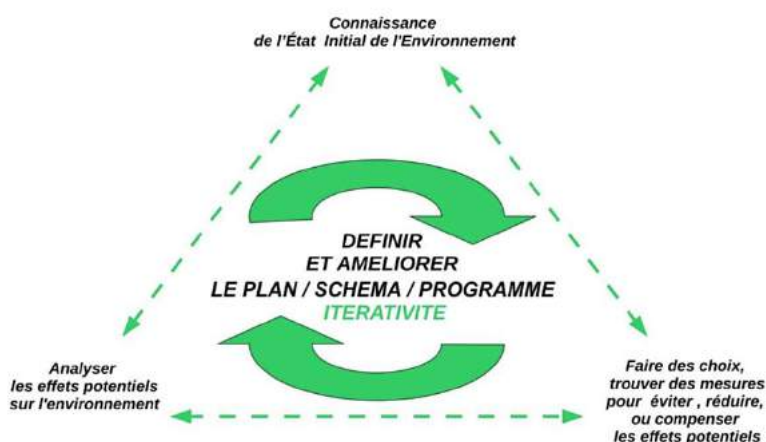 Connaissance
de l'État Initial de l'Environnement
DEFINIR
ET AMELIORER
LE PLAN / SCHEMA / PROGRAMME
ITERATIVITE
Analyser
les effets potentiels
sur l'environnement
Faire des choix,
trouver des mesures
pour éviter , réduire,
ou compenser
les effets potentiels